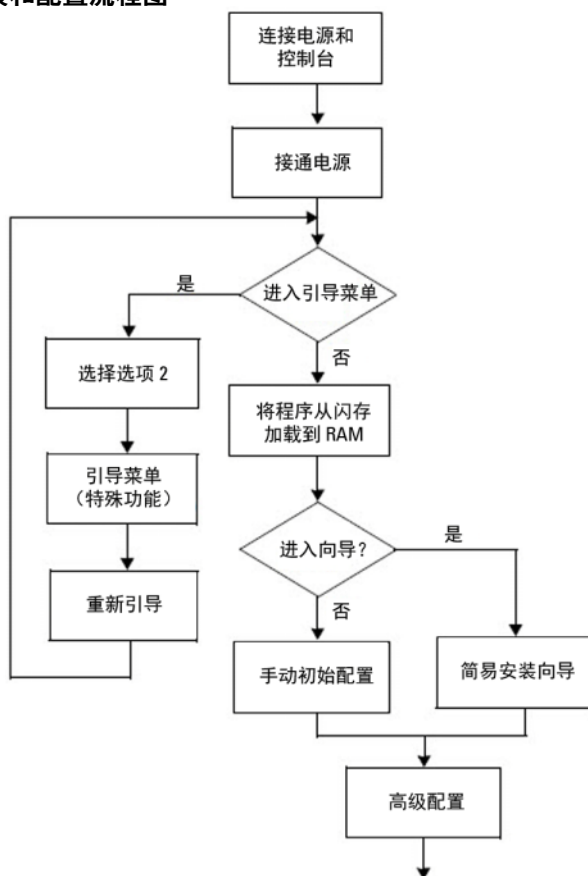 和配置流程图
连接电源和
控制台
接通电源
进入引导菜单
是
否
选择选项 2
将程序从闪存
加载到 RAM
引导菜单
（特殊功能）
进入向导？
是
重新引导
否
手动初始配置
简易安装向导
高级配置